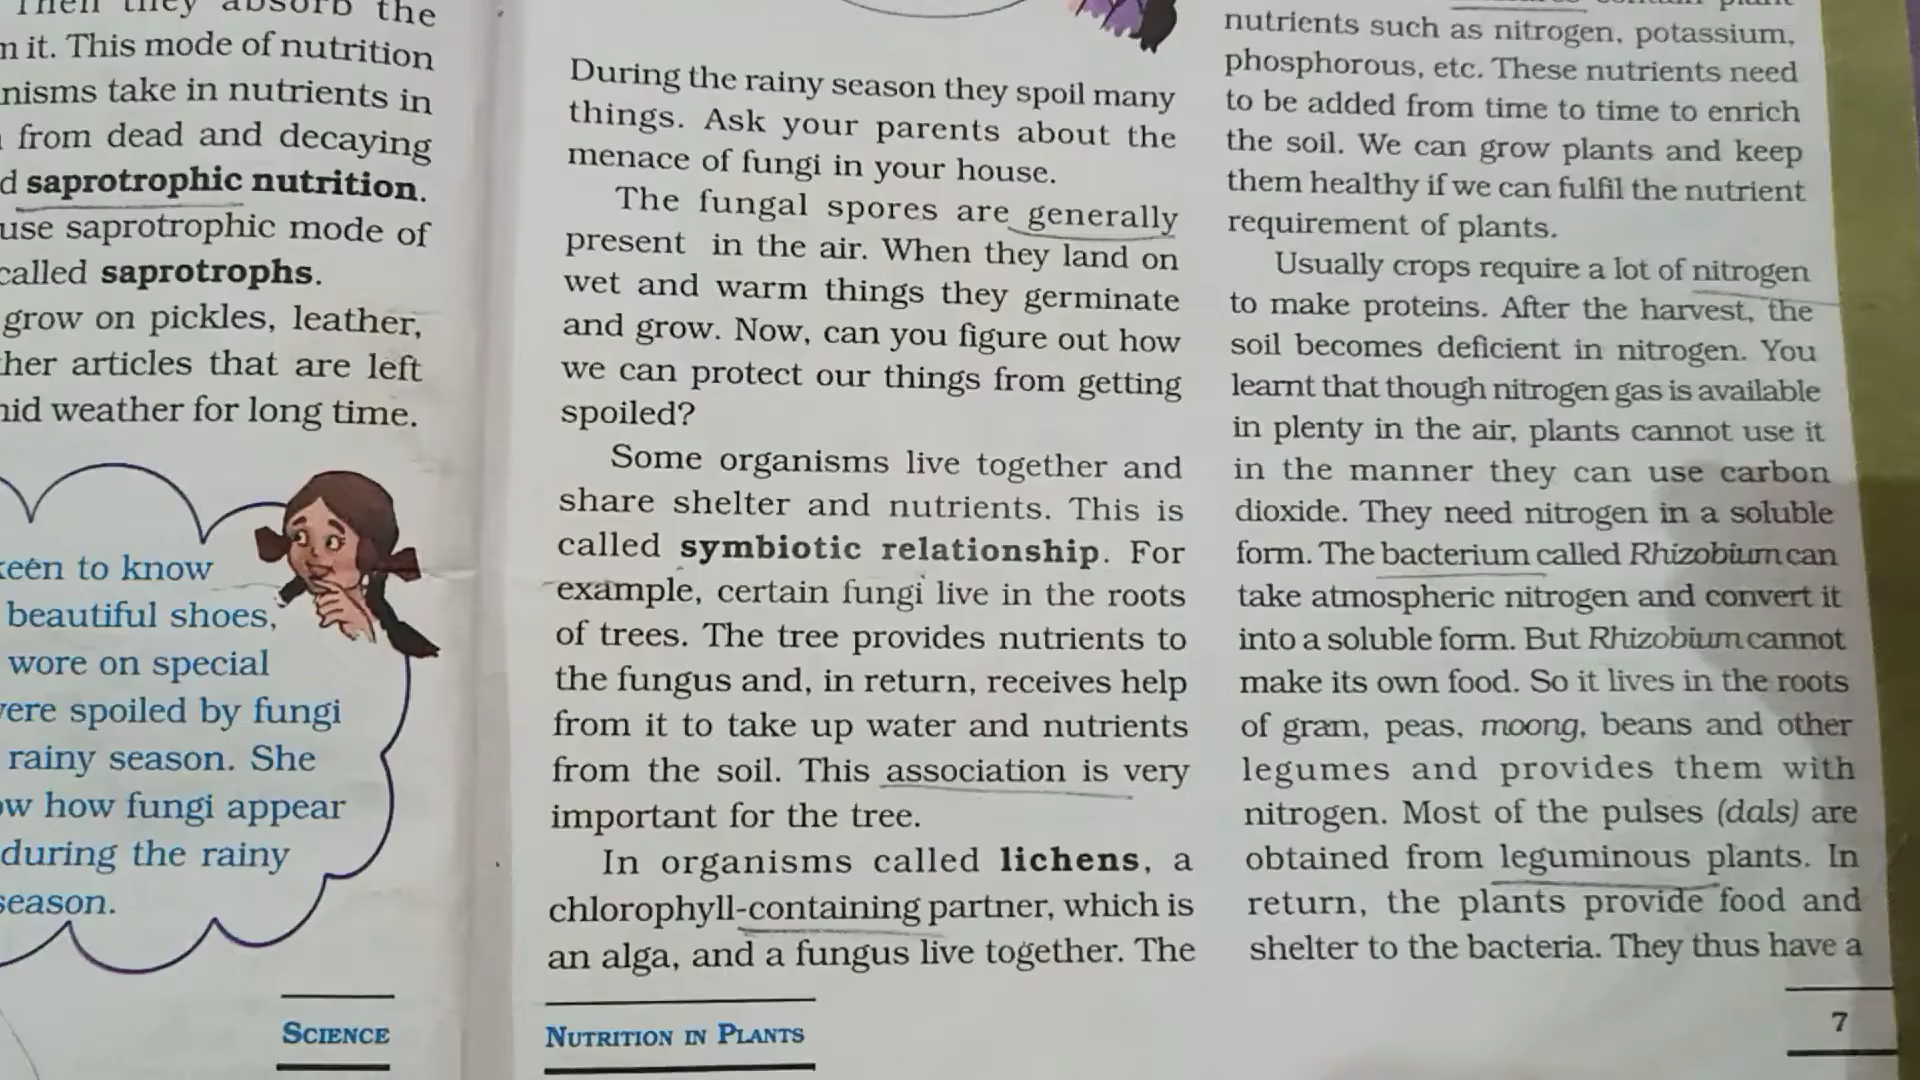 Then they absorb the
it. This mode of nutrition
take in nutrients in
from dead and decaying
saprotrophic nutrition.
use saprotrophic mode of
called saprotrophs.
grow on pickles, leather,
articles that are left
weather for long time.
to know
beautiful shoes,
wore on special
spoiled by fungi
rainy season. She
how fungi appear
during the rainy
season.
SCIENCE
During the rainy season they spoil many
things. Ask your parents about the
menace of fungi in your house.
The fungal spores are generally
present in the air. When they land on
wet and warm things they germinate
and grow. Now, can you figure out how
we can protect our things from getting
spoiled?
Some organisms live together and
share shelter and nutrients. This is
called symbiotic relationship. For
example, certain fungi live in the roots
of trees. The tree provides nutrients to
the fungus and, in return, receives help
from it to take up water and nutrients
from the soil. This association is very
important for the tree.
In organisms called lichens, a
chlorophyll-containing partner, which is
an alga, and a fungus live together. The
NUTRITION IN PLANTS
nutrients such as nitrogen, potassium,
phosphorous, etc. These nutrients need
to be added from time to time to enrich
the soil. We can grow plants and keep
them healthy if we can fulfil the nutrient
requirement of plants.
Usually crops require a lot of nitrogen
to make proteins. After the harvest, the
soil becomes deficient in nitrogen. You
learnt that though nitrogen gas is available
in plenty in the air, plants cannot use it
in the manner they can use carbon
dioxide. They need nitrogen in a soluble
form. The bacterium called Rhizobium can
take atmospheric nitrogen and convert it
into a soluble form. But Rhizobium cannot
make its own food. So it lives in the roots
of gram, peas, moong, beans and other
legumes and provides them with
nitrogen. Most of the pulses (dals) are
obtained from leguminous plants. In
return, the plants provide food and
shelter to the bacteria. They thus have a
7